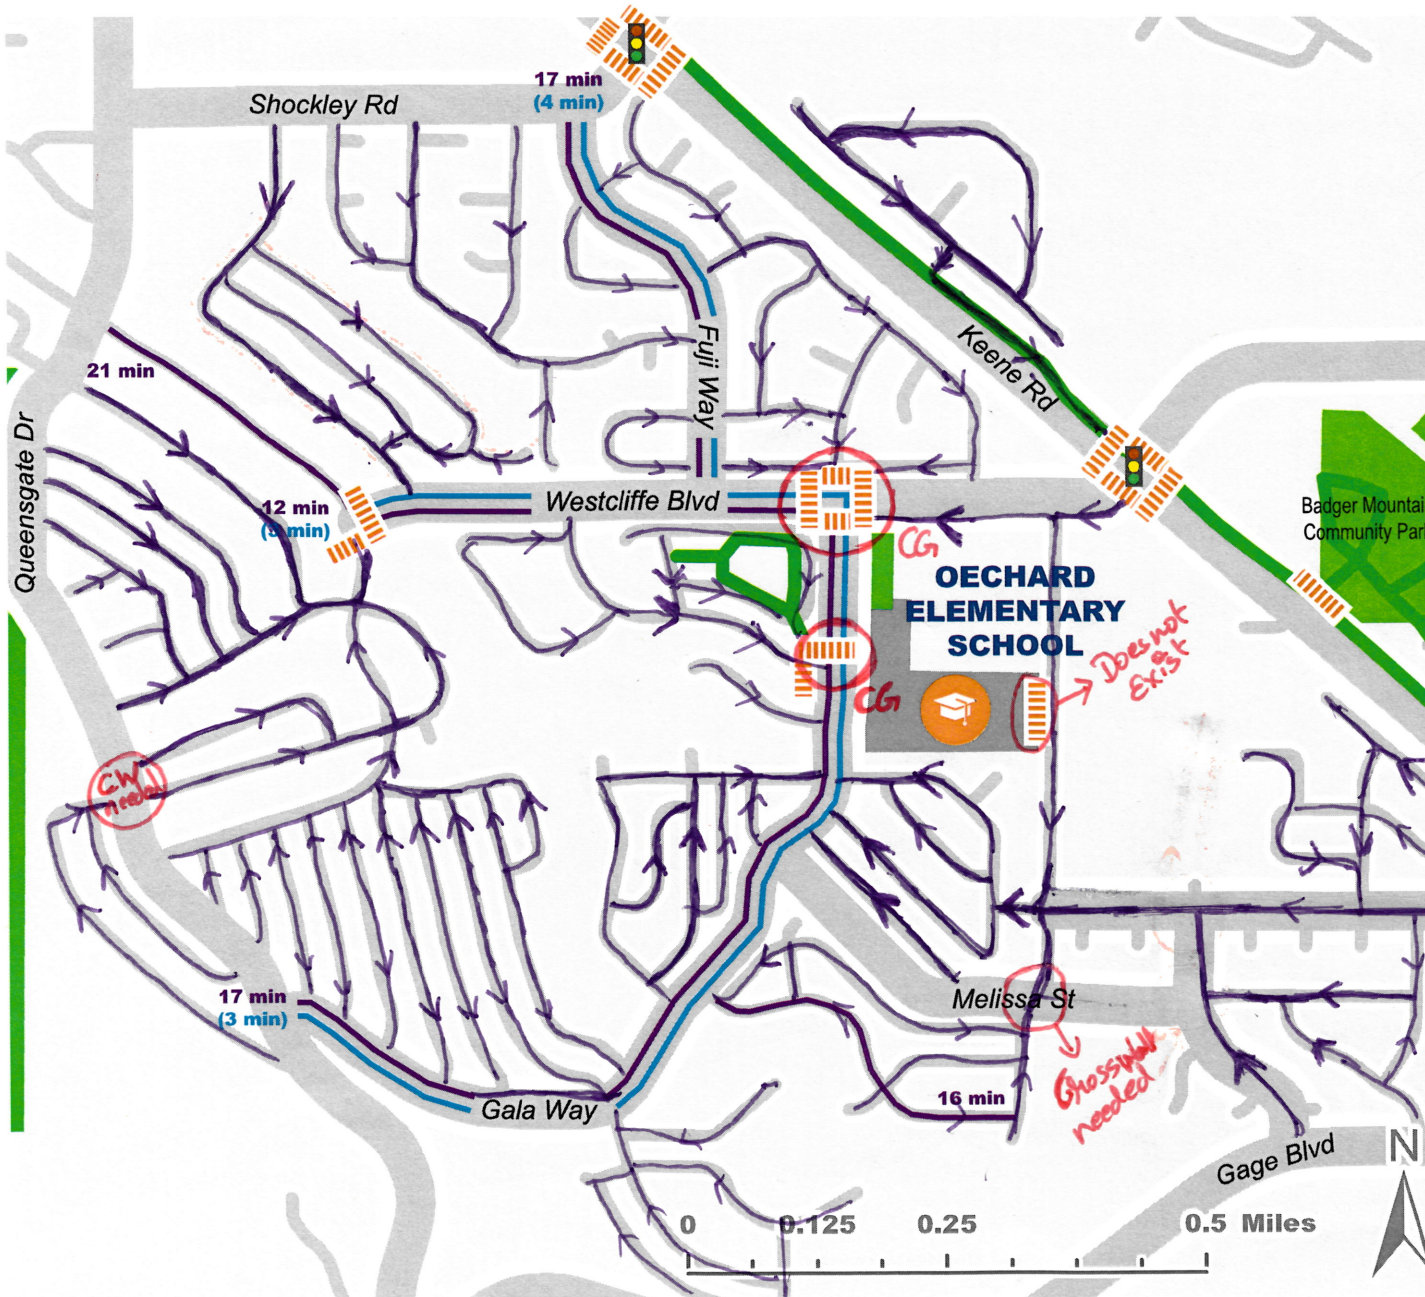 17 min
(4 min)
Shockley Rd
21 min
Fuji Way
Keene Rd
Queensgate Dr
12 min
Westcliffe Blvd
Badger Mountai
Community Par
CG
OECHARD
ELEMENTARY
SCHOOL
Does not
Exist
CG
CW
needed
17 min
(3 min)
Melissa St
Crosswalk
needed
16 min
Gala Way
Gage Blvd
N
0
0.125
0.25
0.5 Miles